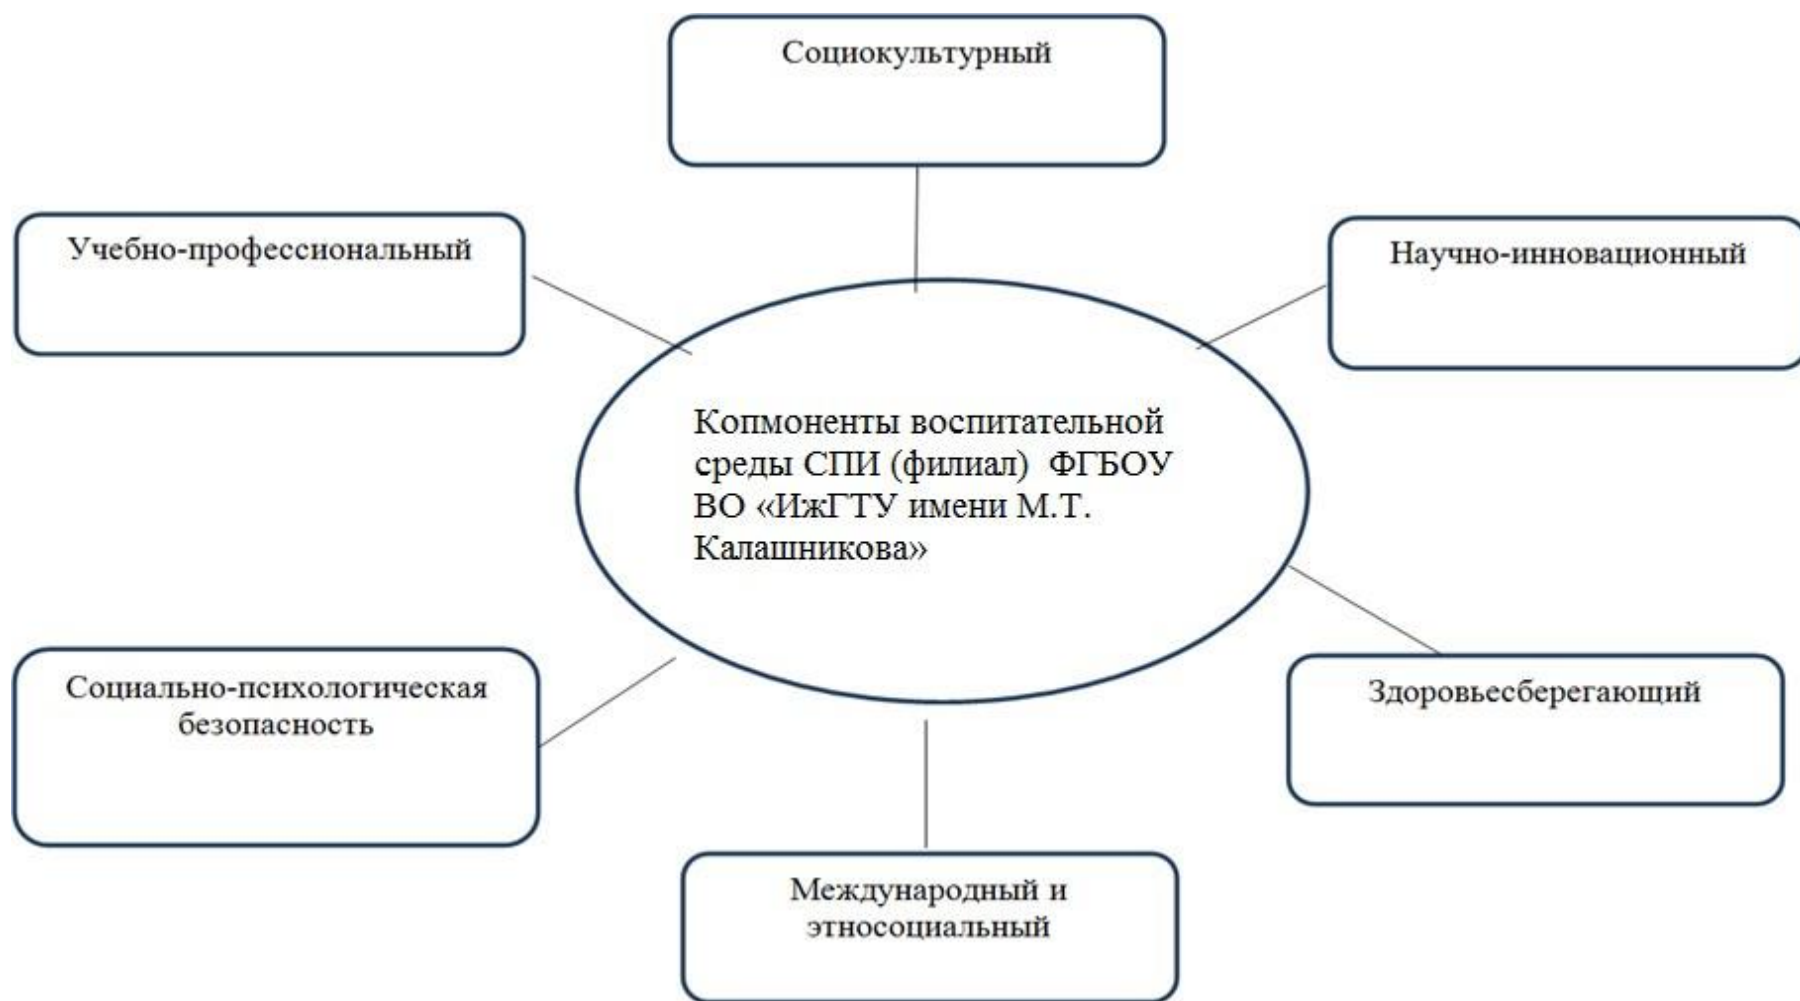 Социокультурный
Учебно-профессиональный
Научно-инновационный
Копмоненты воспитательной
среды СПИ (филиал) ФГБОУ
ВО «ИжГТУ имени М.Т.
Калашникова»
Социально-психологическая
безопасность
Здоровьесберегающий
Международный и
этносоциальный